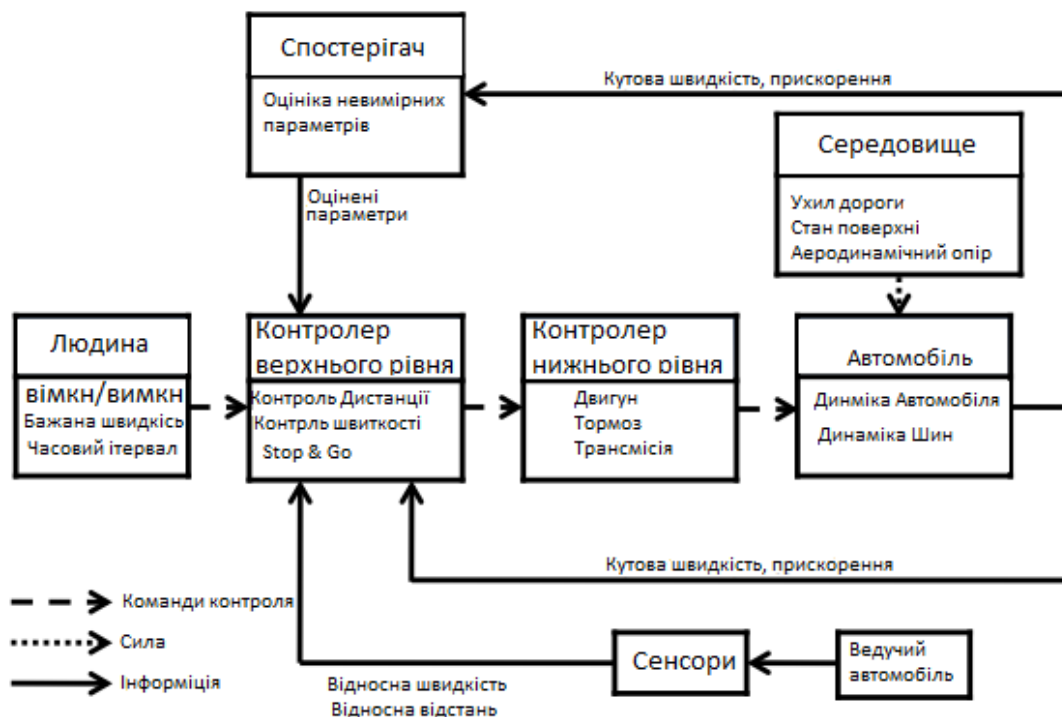 Спостерігач
Оцініка невимірних
параметрів
Кутова швидкість, прискорення
Середовище
Ухил дороги
Стан поверхні
Аеродинамічний опір
Оцінені
параметри
Людина
вімкн/вимкн
Бажана швидкісь
Часовий ітервал
Контролер
верхнього рівня
Контроль Дистанції
Контрль швиткості
Stop & Go
Контролер
нижнього рівня
Двигун
Тормоз
Трансмісія
Автомобіль
Динміка Автомобіля
Динаміка Шин
Кутова швидкість, прискорення
Команди контроля
Сила
Інформіція
Відносна швидкість
Відносна відстань
Сенсори
Ведучий
автомобіль